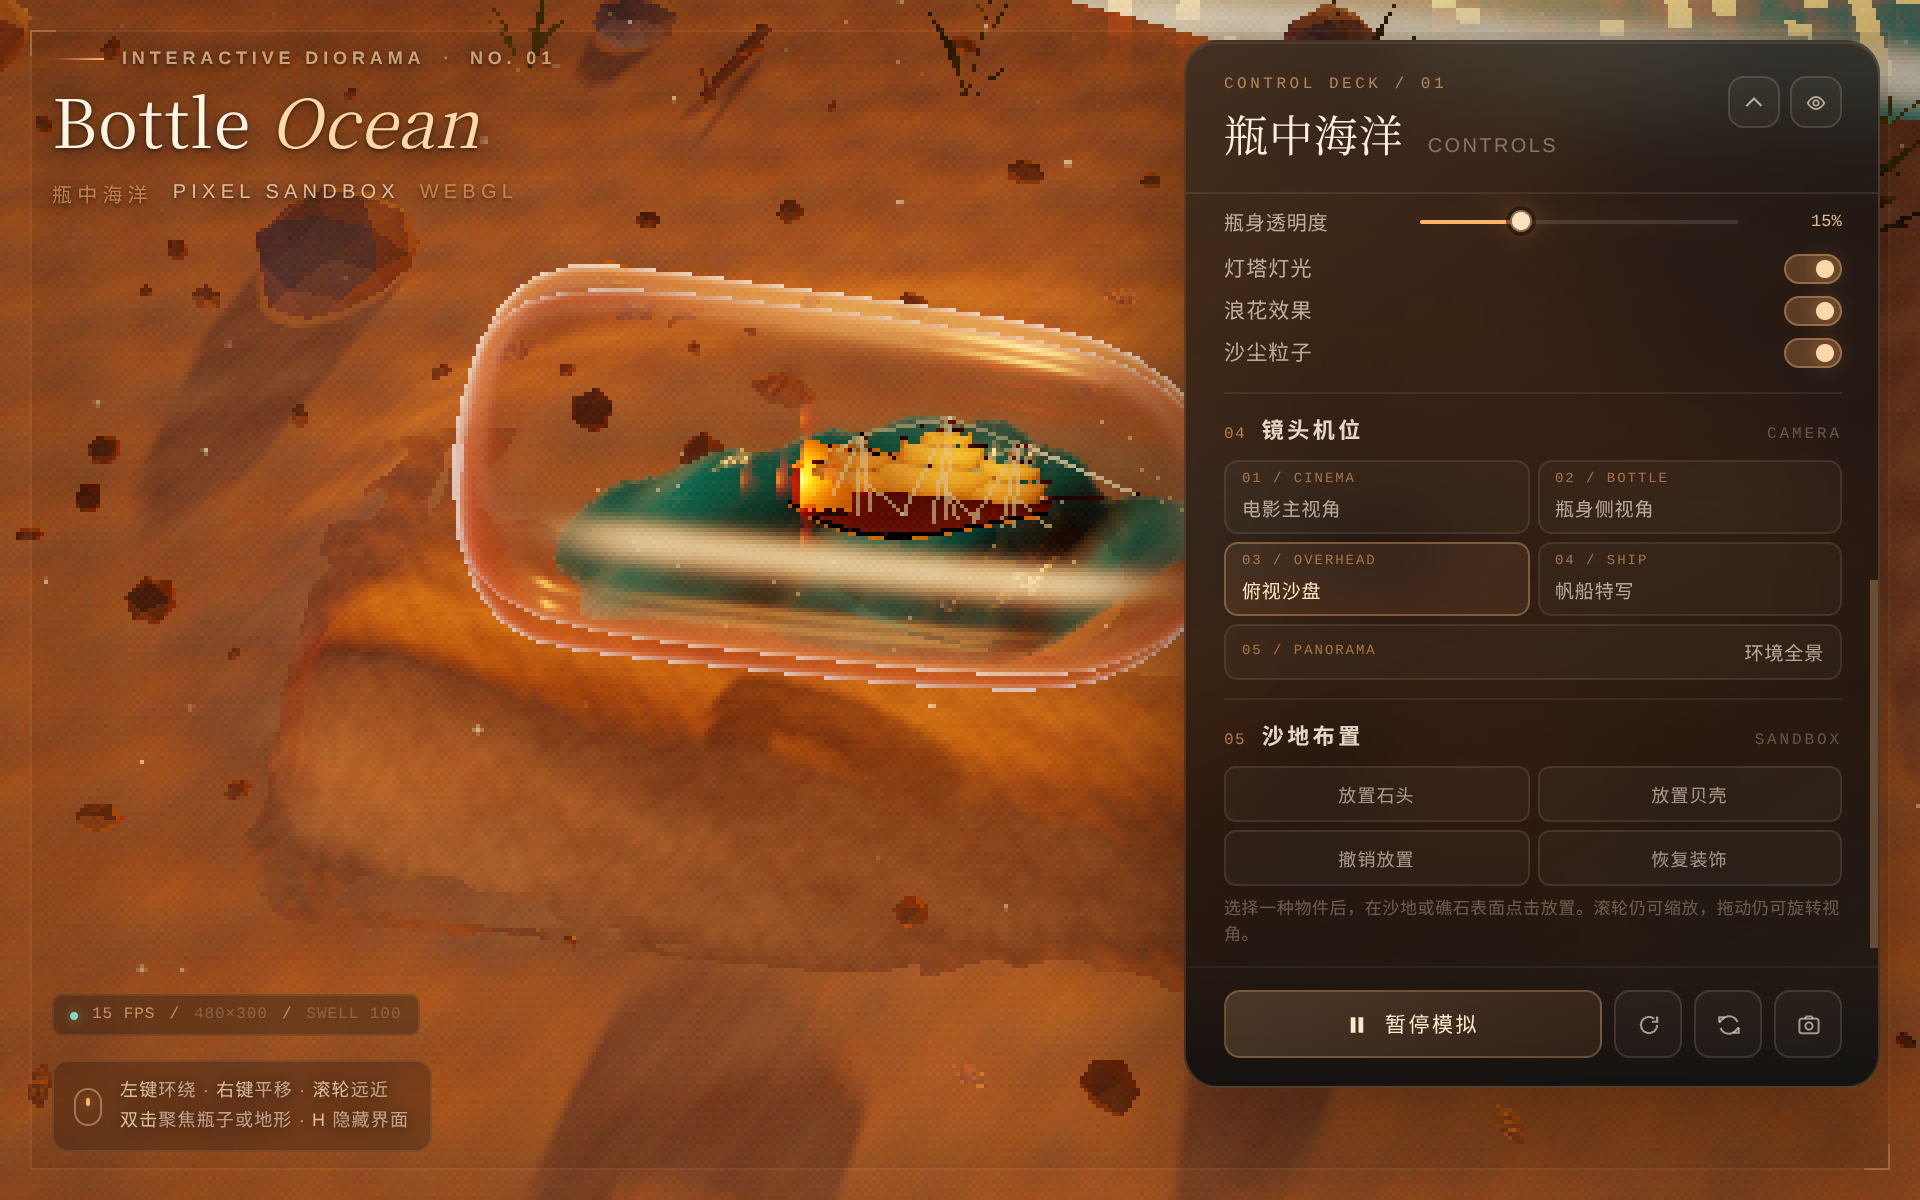 INTERACTIVE DIORAMA · NO. 01
Bottle Ocean
瓶中海洋 PIXEL SANDBOX WEBGL
CONTROL DECK / 01
瓶中海洋 CONTROLS
瓶身透明度 15%
灯塔灯光
浪花效果
沙尘粒子
04 镜头机位 CAMERA
01 / CINEMA
电影主视角
02 / BOTTLE
瓶身侧视角
03 / OVERHEAD
俯视沙盘
04 / SHIP
帆船特写
05 / PANORAMA 环境全景
05 沙地布置 SANDBOX
放置石头
放置贝壳
撤销放置
恢复装饰
选择一种物件后，在沙地或礁石表面点击放置。滚轮仍可缩放，拖动仍可旋转视
角。
暂停模拟
15 FPS / 480×300 / SWELL 100
左键环绕 · 右键平移 · 滚轮远近
双击聚焦瓶子或地形 · H 隐藏界面